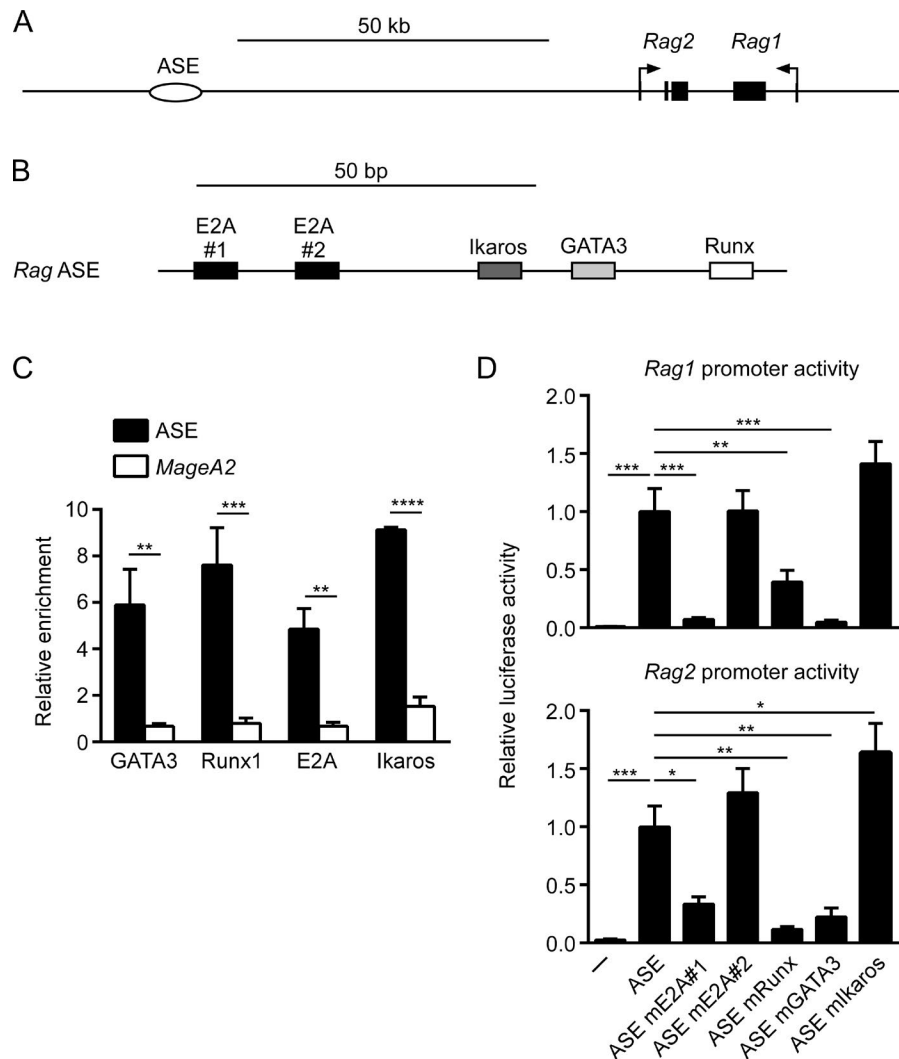 A
50 kb
ASE
Rag2
Rag1
B
50 bp
E2A
#1
E2A
#2
Ikaros
GATA3
Runx
Rag ASE
C
ASE
MageA2
Relative enrichment
10
8
6
4
2
0
**
***
**
****
GATA3
Runx1
E2A
Ikaros
D
Relative luciferase activity
Rag1 promoter activity
2.0
1.5
1.0
0.5
0.0
***
**
*** ***
Rag2 promoter activity
2.0
1.5
1.0
0.5
0.0
*
**
**
*** *
–
ASE
ASE mE2A#1
ASE mE2A#2
ASE mRunx
ASE mGATA3
ASE mIkaros